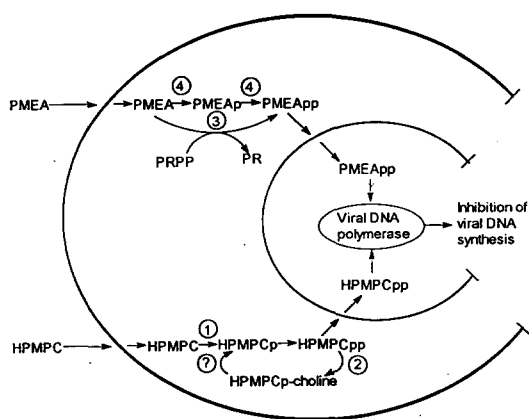 ④ ④
PMEA PMEA PMEAp PMEApp
③
PRPP PR
PMEApp
Viral DNA
polymerase
Inhibition of
viral DNA
synthesis
HPMPCpp
①
HPMPC HPMPC HPMPCp HPMPCpp
? ②
HPMPCp-choline